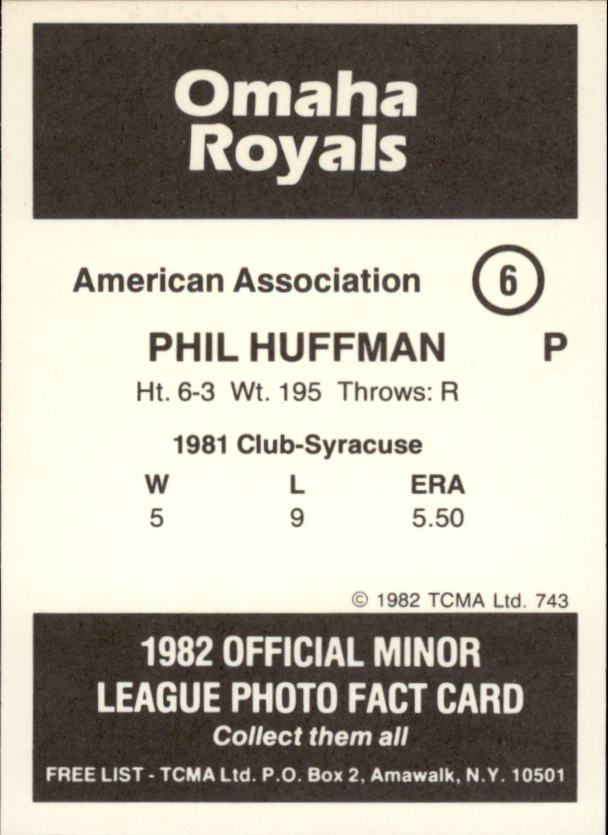 Omaha
Royals
American Association 6
PHIL HUFFMAN P
Ht. 6-3 Wt. 195 Throws: R
1981 Club-Syracuse
W L ERA
5 9 5.50
© 1982 TCMA Ltd. 743
1982 OFFICIAL MINOR
LEAGUE PHOTO FACT CARD
Collect them all
FREE LIST - TCMA Ltd. P.O. Box 2, Amawalk, N.Y. 10501